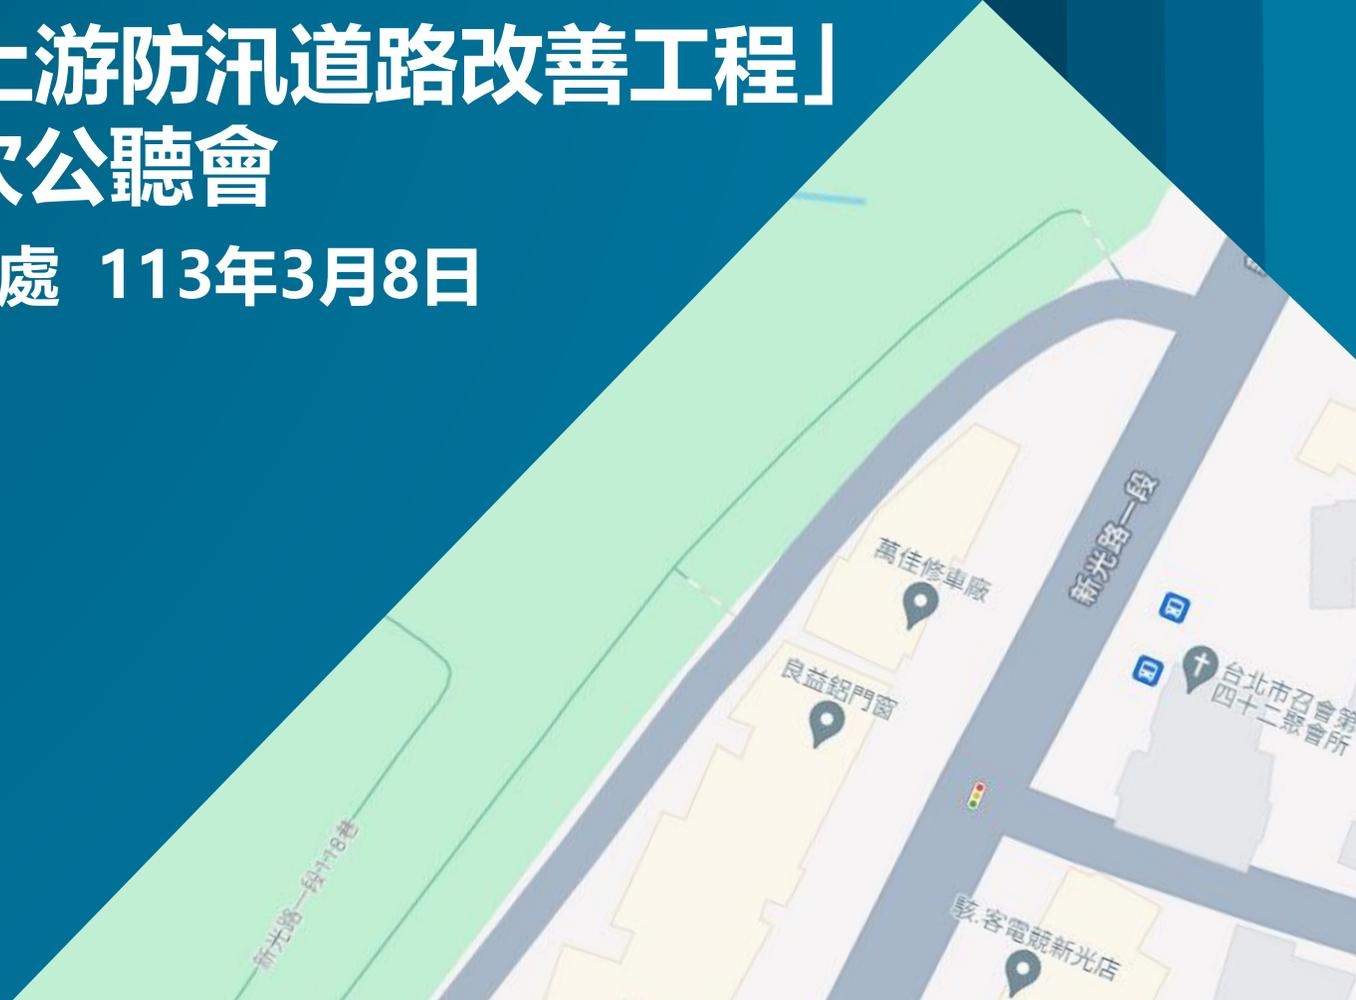 上游防汛道路改善工程」
次公聽會
處 113年3月8日
新光路一段
萬佳修車廠
良益鋁門窗
台北市召會第
四十二聚會所
新光路一段118巷
駭.客電競新光店